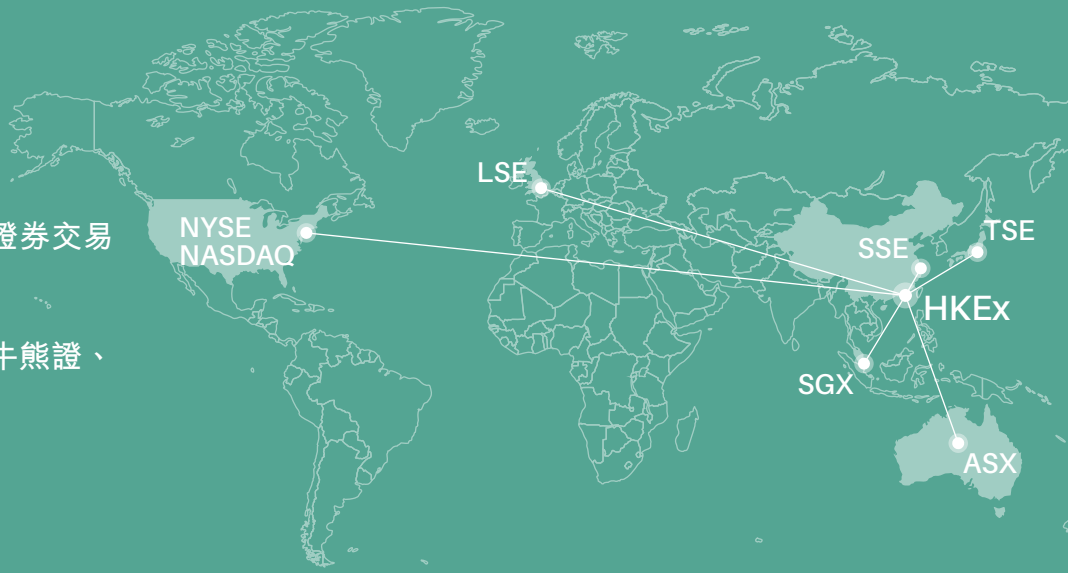 LSE
證券交易
NYSE
NASDAQ
TSE
SSE
HKEx
牛熊證、
SGX
ASX